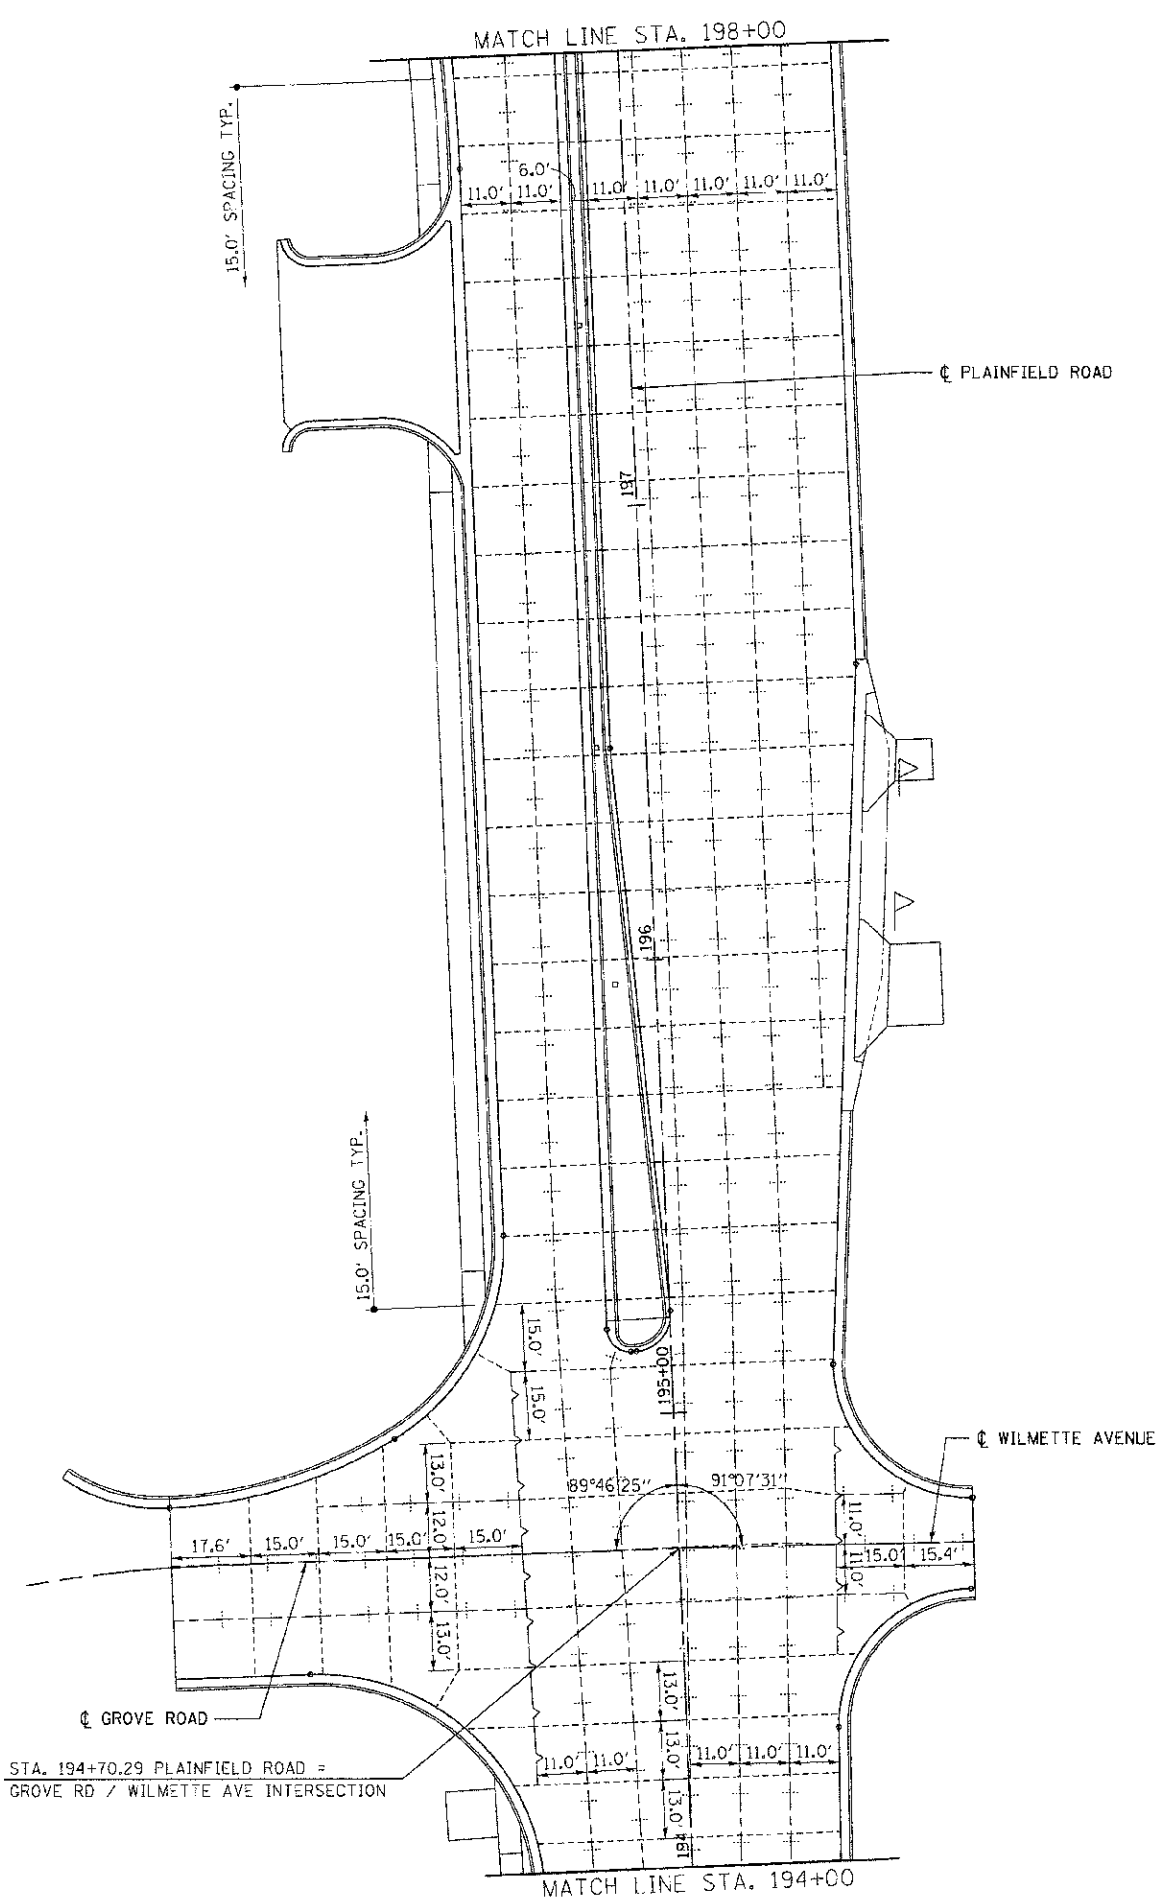 MATCH LINE STA. 198+00
15.0' SPACING TYP.
6.0'
11.0' 11.0' 11.0' 11.0' 11.0' 11.0' 11.0'
℄ PLAINFIELD ROAD
197
196
15.0' SPACING TYP.
15.0'
15.0'
195+00
℄ WILMETTE AVENUE
89°46'25" 91°07'31"
13.0'
12.0'
12.0'
13.0'
17.6' 15.0' 15.0' 15.0' 15.0'
11.0'
11.0'
15.0' 15.4'
℄ GROVE ROAD
STA. 194+70.29 PLAINFIELD ROAD =
GROVE RD / WILMETTE AVE INTERSECTION
13.0'
13.0'
13.0'
11.0' 11.0' 11.0' 11.0' 11.0'
194
MATCH LINE STA. 194+00